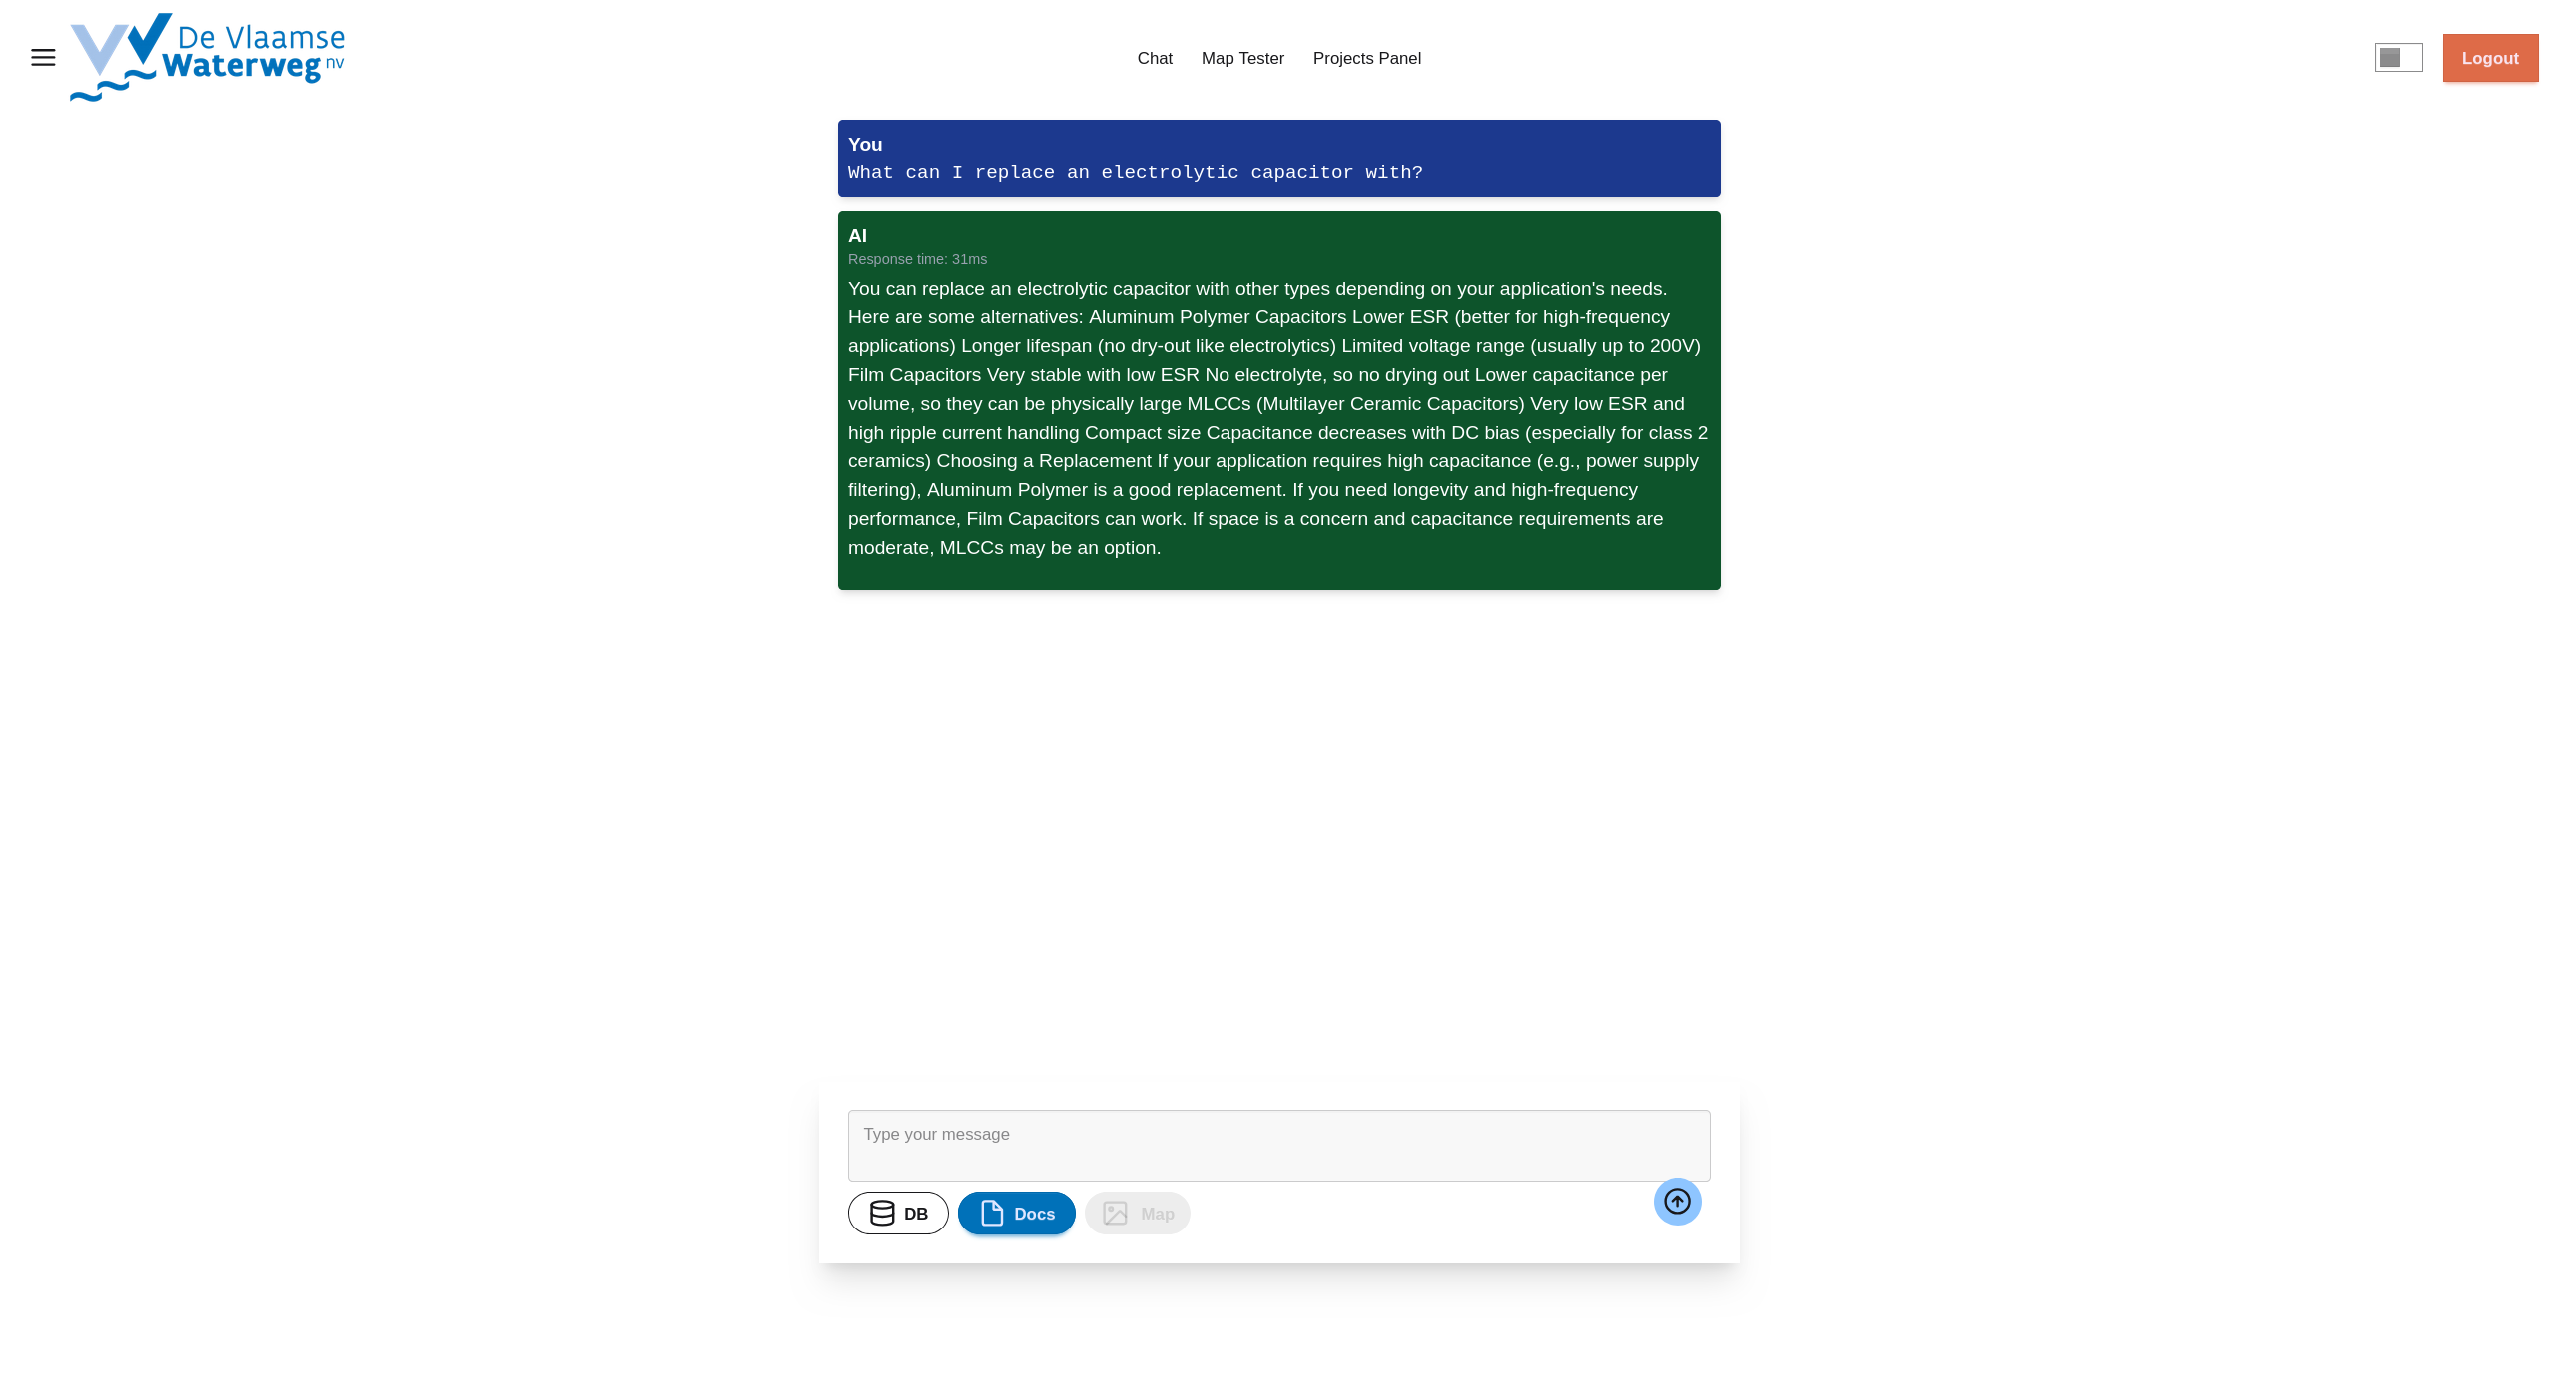 De Vlaamse
Waterweg nv
Chat Map Tester Projects Panel
Logout
You
What can I replace an electrolytic capacitor with?
AI
Response time: 31ms
You can replace an electrolytic capacitor with other types depending on your application's needs.
Here are some alternatives: Aluminum Polymer Capacitors Lower ESR (better for high-frequency
applications) Longer lifespan (no dry-out like electrolytics) Limited voltage range (usually up to 200V)
Film Capacitors Very stable with low ESR No electrolyte, so no drying out Lower capacitance per
volume, so they can be physically large MLCCs (Multilayer Ceramic Capacitors) Very low ESR and
high ripple current handling Compact size Capacitance decreases with DC bias (especially for class 2
ceramics) Choosing a Replacement If your application requires high capacitance (e.g., power supply
filtering), Aluminum Polymer is a good replacement. If you need longevity and high-frequency
performance, Film Capacitors can work. If space is a concern and capacitance requirements are
moderate, MLCCs may be an option.
Type your message
DB Docs Map